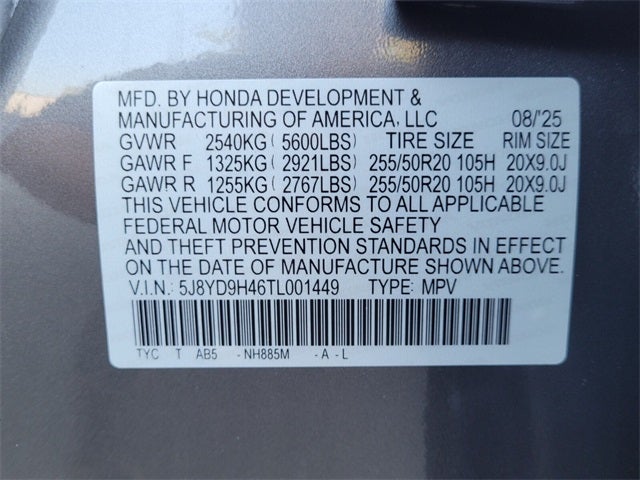 MFD. BY HONDA DEVELOPMENT &
MANUFACTURING OF AMERICA, LLC 08/'25
GVWR 2540KG( 5600LBS) TIRE SIZE RIM SIZE
GAWR F 1325KG( 2921LBS) 255/50R20 105H 20X9.0J
GAWR R 1255KG( 2767LBS) 255/50R20 105H 20X9.0J
THIS VEHICLE CONFORMS TO ALL APPLICABLE
FEDERAL MOTOR VEHICLE SAFETY
AND THEFT PREVENTION STANDARDS IN EFFECT
ON THE DATE OF MANUFACTURE SHOWN ABOVE.
V.I.N.: 5J8YD9H46TL001449 TYPE: MPV
TYC T AB5 - NH885M - A - L